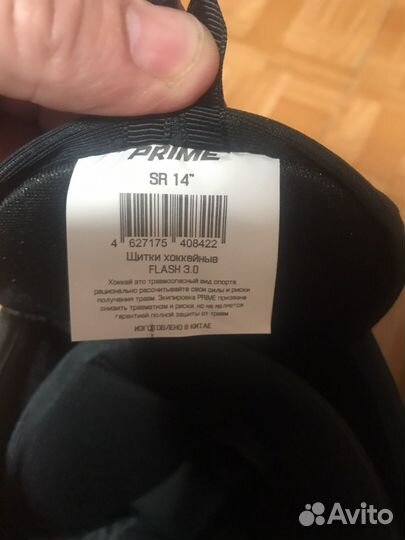 PRIME
SR 14"
4 627175 408422
Щитки хоккейные
FLASH 3.0
Хоккей это травмоопасный вид спорта
рационально рассчитывайте свои силы и риски
получения травм. Экипировка PRIME призвана
снизить травматизм и риски, но не является
гарантией полной защиты от травм
ИЗГОТОВЛЕНО В КИТАЕ
Avito